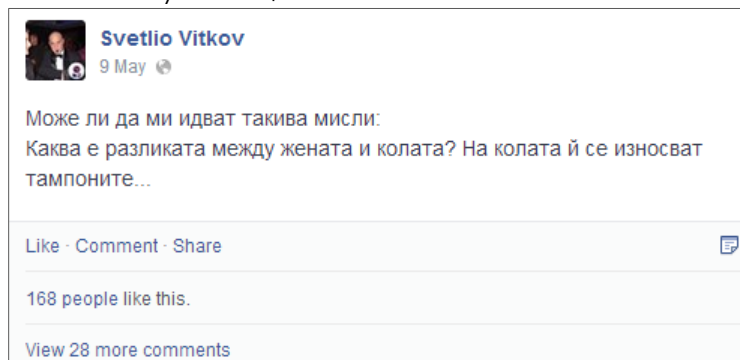 Svetlio Vitkov
9 May
Може ли да ми идват такива мисли:
Каква е разликата между жената и колата? На колата й се износват
тампоните...
Like · Comment · Share
168 people like this.
View 28 more comments